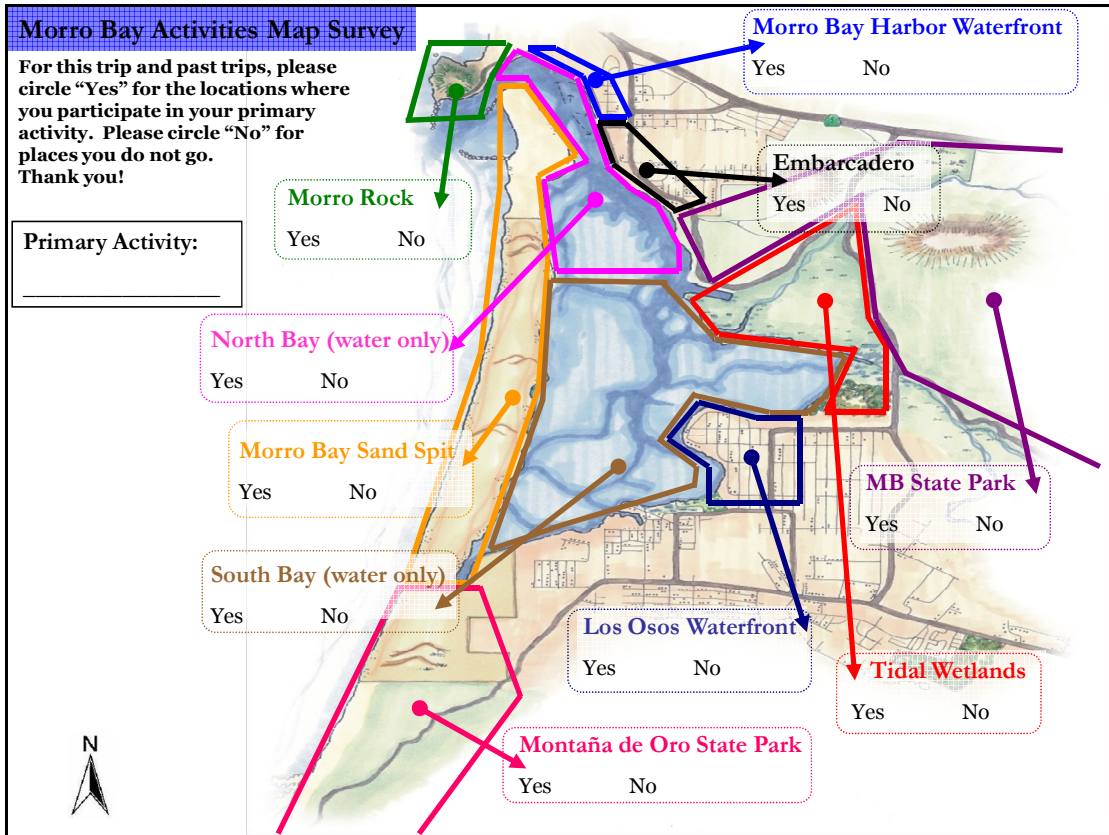 Morro Bay Activities Map Survey
For this trip and past trips, please
circle “Yes” for the locations where
you participate in your primary
activity. Please circle “No” for
places you do not go.
Thank you!
Primary Activity:
___________________
Morro Bay Harbor Waterfront
Yes No
Embarcadero
Yes No
Morro Rock
Yes No
North Bay (water only)
Yes No
Morro Bay Sand Spit
Yes No
MB State Park
Yes No
South Bay (water only)
Yes No
Los Osos Waterfront
Yes No
Tidal Wetlands
Yes No
Montaña de Oro State Park
Yes No
N